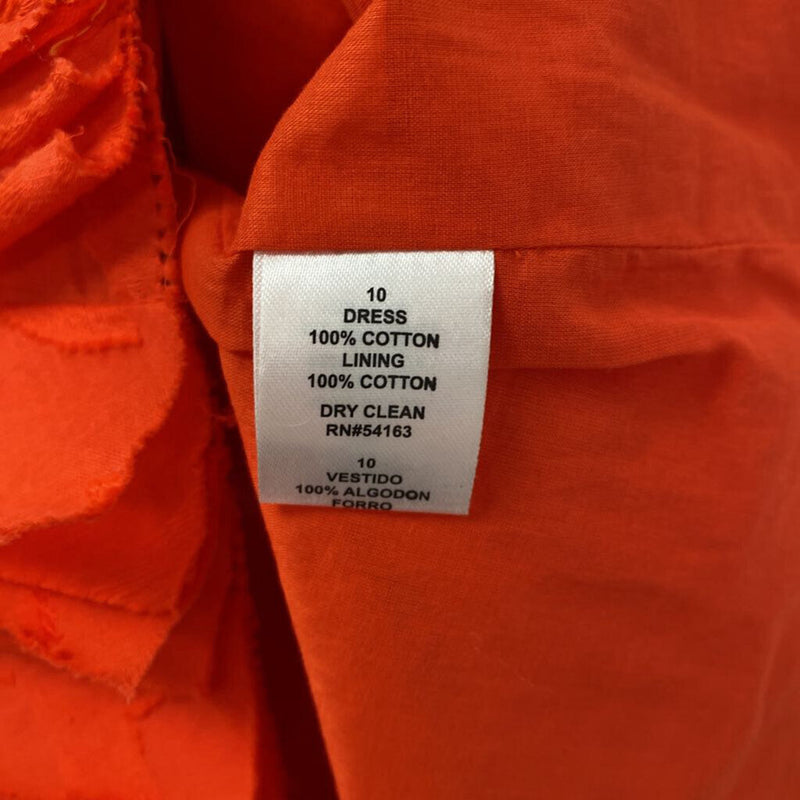 10
DRESS
100% COTTON
LINING
100% COTTON
DRY CLEAN
RN#54163
10
VESTIDO
100% ALGODON
FORRO